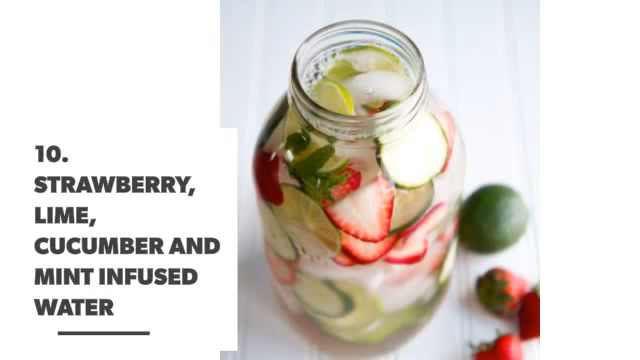 10.
STRAWBERRY,
LIME,
CUCUMBER AND
MINT INFUSED
WATER